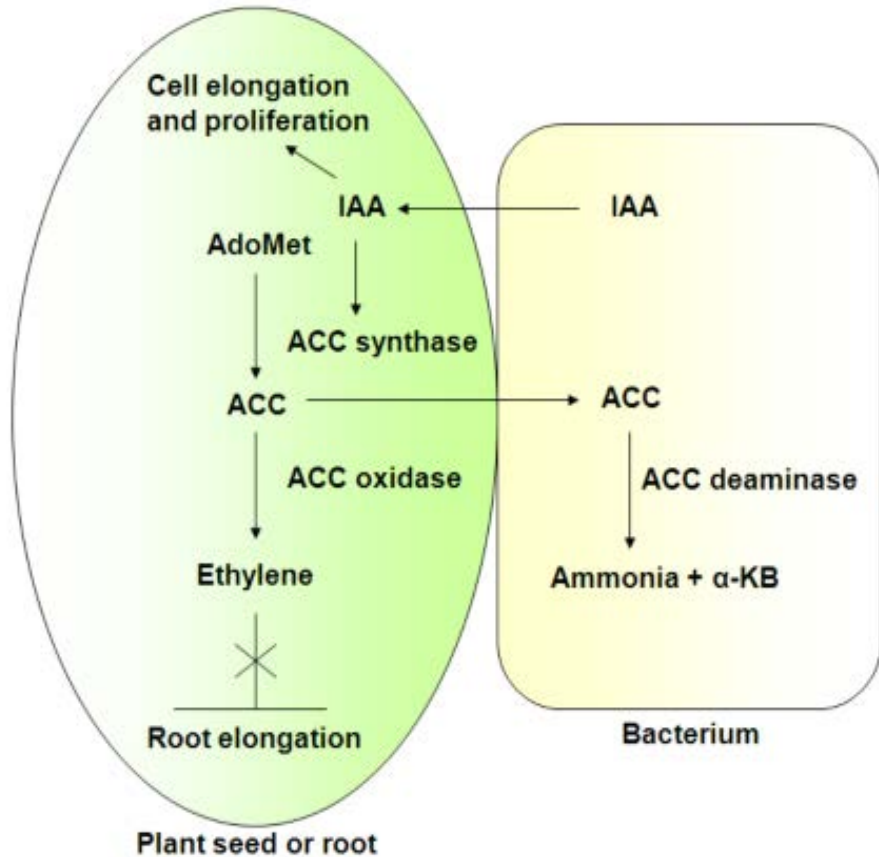 Cell elongation
and proliferation
IAA
IAA
AdoMet
ACC synthase
ACC
ACC
ACC oxidase
ACC deaminase
Ethylene
Ammonia + α-KB
Root elongation
Bacterium
Plant seed or root